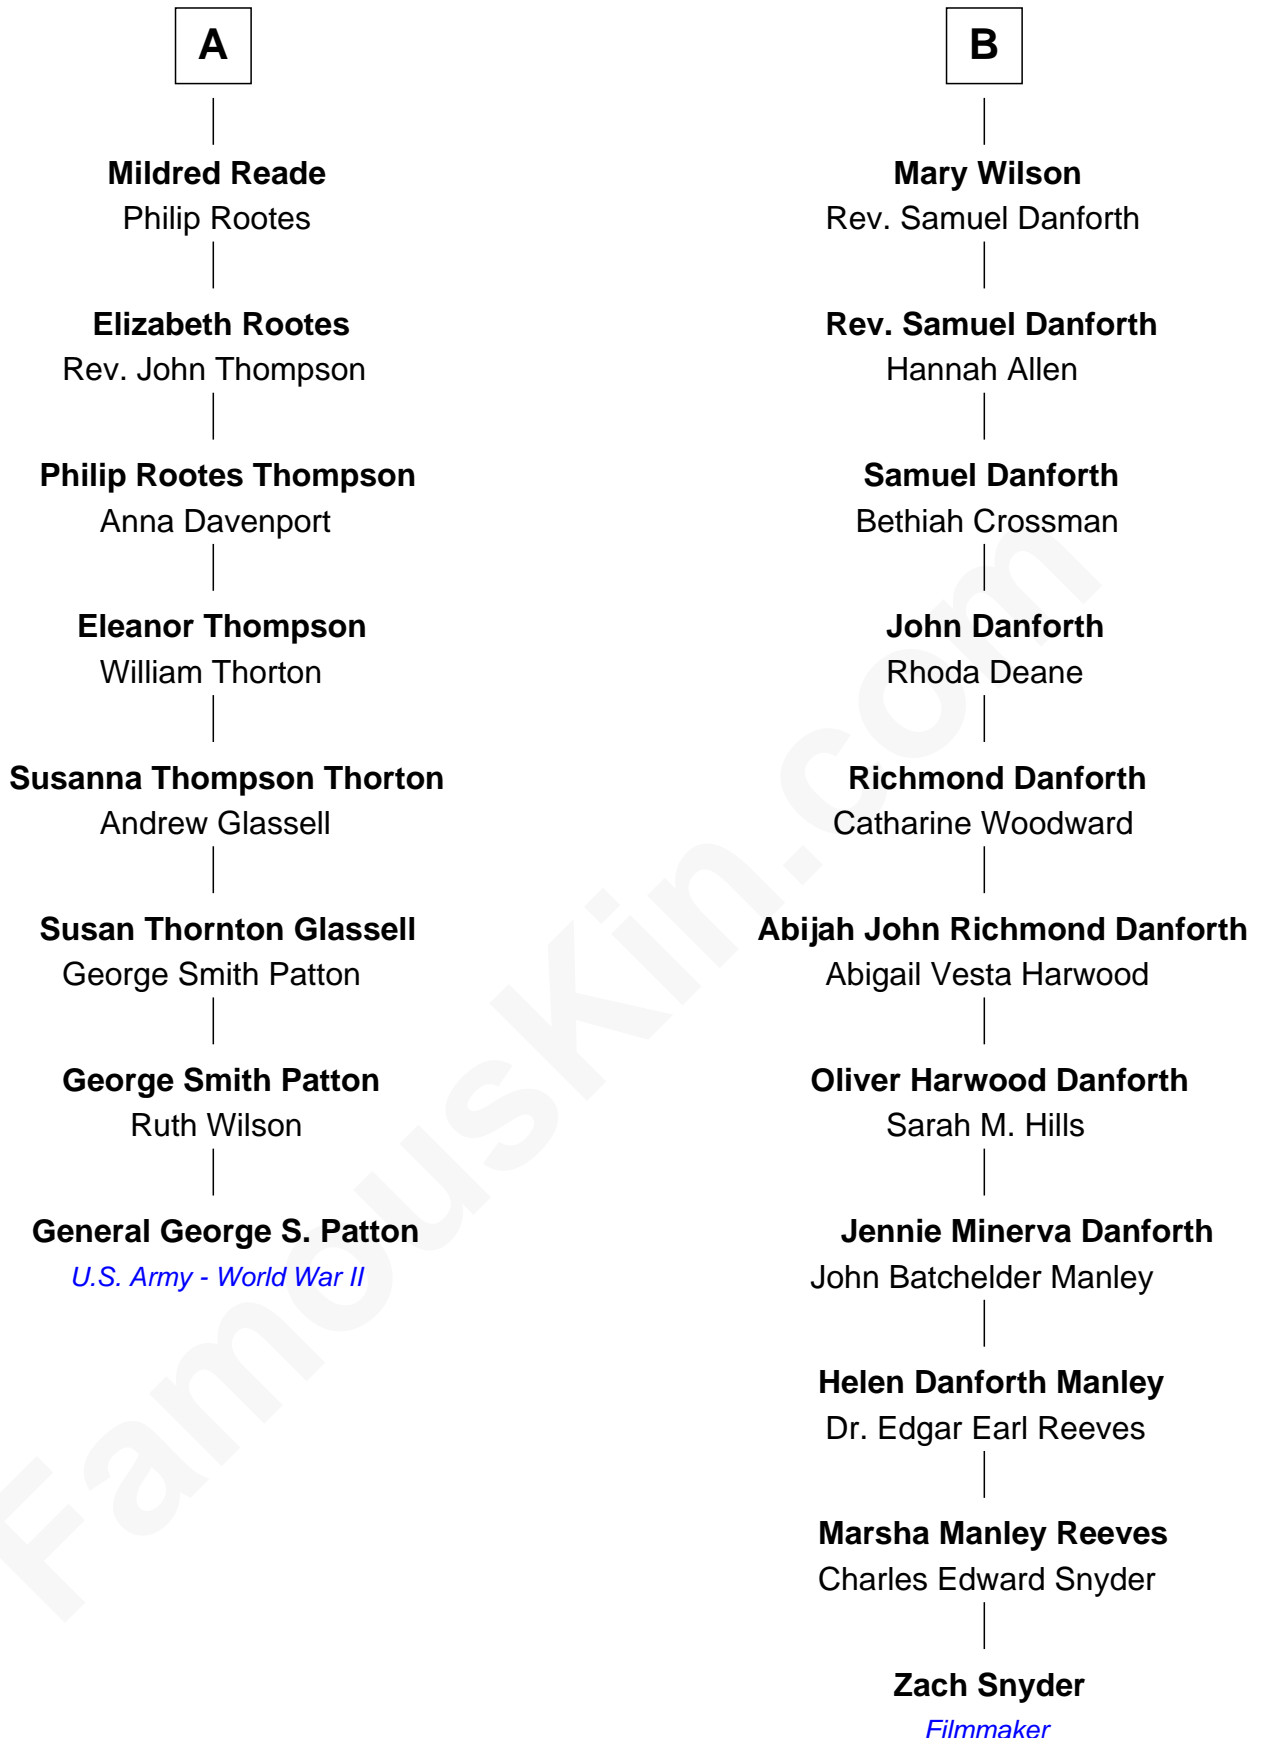 A
Mildred Reade
Philip Rootes
Elizabeth Rootes
Rev. John Thompson
Philip Rootes Thompson
Anna Davenport
Eleanor Thompson
William Thorton
Susanna Thompson Thorton
Andrew Glassell
Susan Thornton Glassell
George Smith Patton
George Smith Patton
Ruth Wilson
General George S. Patton
U.S. Army - World War II
B
Mary Wilson
Rev. Samuel Danforth
Rev. Samuel Danforth
Hannah Allen
Samuel Danforth
Bethiah Crossman
John Danforth
Rhoda Deane
Richmond Danforth
Catharine Woodward
Abijah John Richmond Danforth
Abigail Vesta Harwood
Oliver Harwood Danforth
Sarah M. Hills
Jennie Minerva Danforth
John Batchelder Manley
Helen Danforth Manley
Dr. Edgar Earl Reeves
Marsha Manley Reeves
Charles Edward Snyder
Zach Snyder
Filmmaker
FamousKin.com